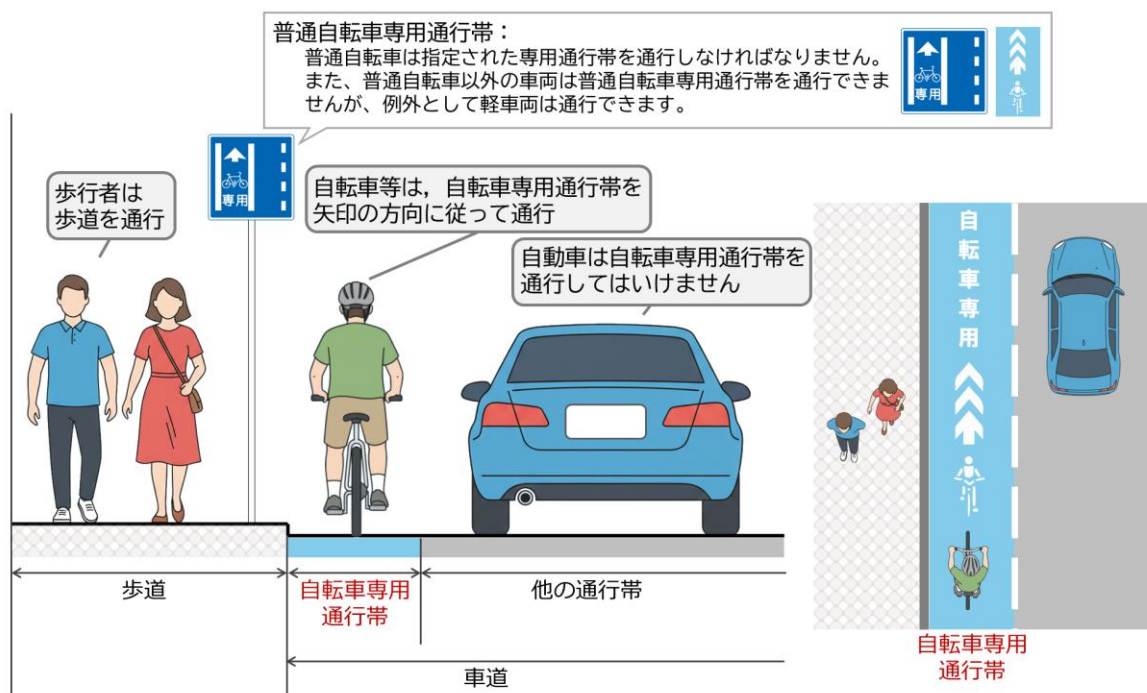 普通自転車専用通行帯：
普通自転車は指定された専用通行帯を通行しなければなりません。
また、普通自転車以外の車両は普通自転車専用通行帯を通行できま
せんが、例外として軽車両は通行できます。
専用
専用
歩行者は
歩道を通行
自転車等は，自転車専用通行帯を
矢印の方向に従って通行
自動車は自転車専用通行帯を
通行してはいけません
歩道
自転車専用
通行帯
他の通行帯
車道
自転車専用
自転車専用
通行帯